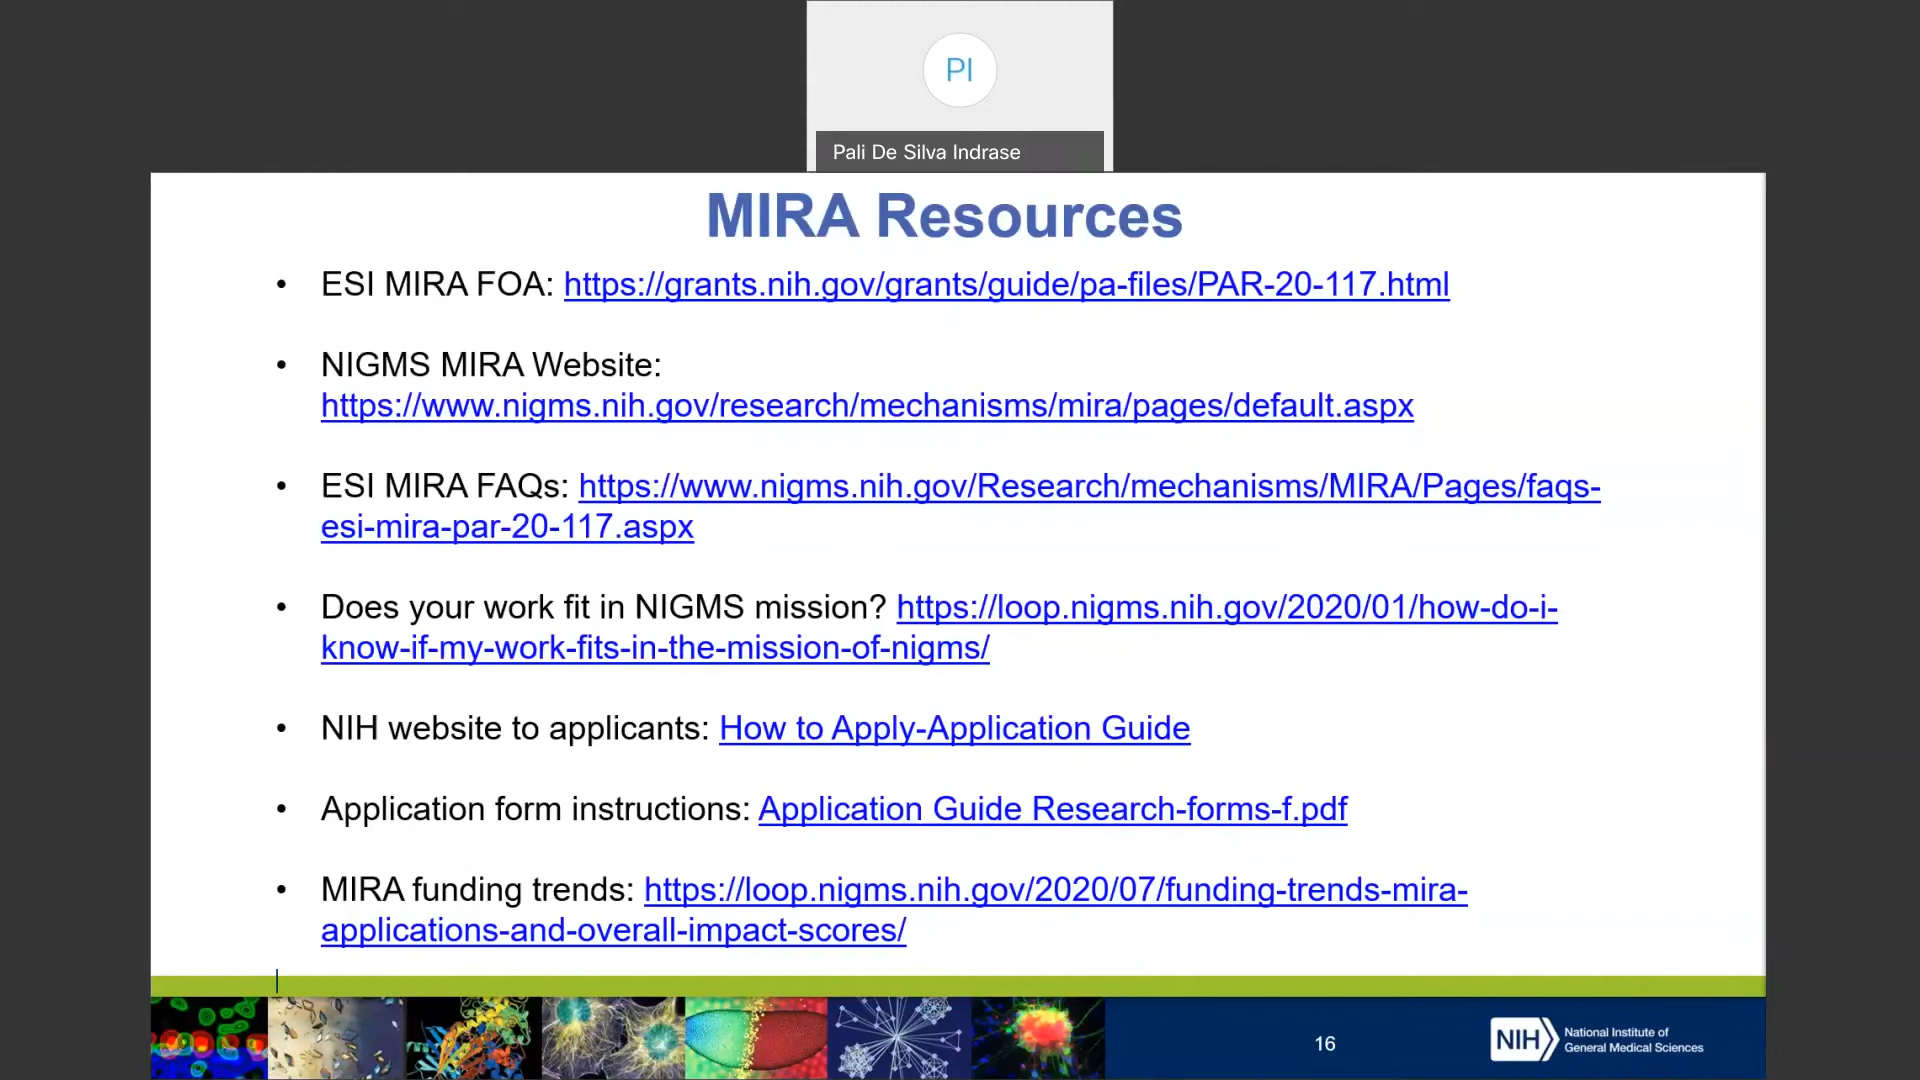 PI
Pali De Silva Indrase
MIRA Resources
• ESI MIRA FOA: https://grants.nih.gov/grants/guide/pa-files/PAR-20-117.html
• NIGMS MIRA Website:
https://www.nigms.nih.gov/research/mechanisms/mira/pages/default.aspx
• ESI MIRA FAQs: https://www.nigms.nih.gov/Research/mechanisms/MIRA/Pages/faqs-
esi-mira-par-20-117.aspx
• Does your work fit in NIGMS mission? https://loop.nigms.nih.gov/2020/01/how-do-i-
know-if-my-work-fits-in-the-mission-of-nigms/
• NIH website to applicants: How to Apply-Application Guide
• Application form instructions: Application Guide Research-forms-f.pdf
• MIRA funding trends: https://loop.nigms.nih.gov/2020/07/funding-trends-mira-
applications-and-overall-impact-scores/
16
NIH
National Institute of
General Medical Sciences